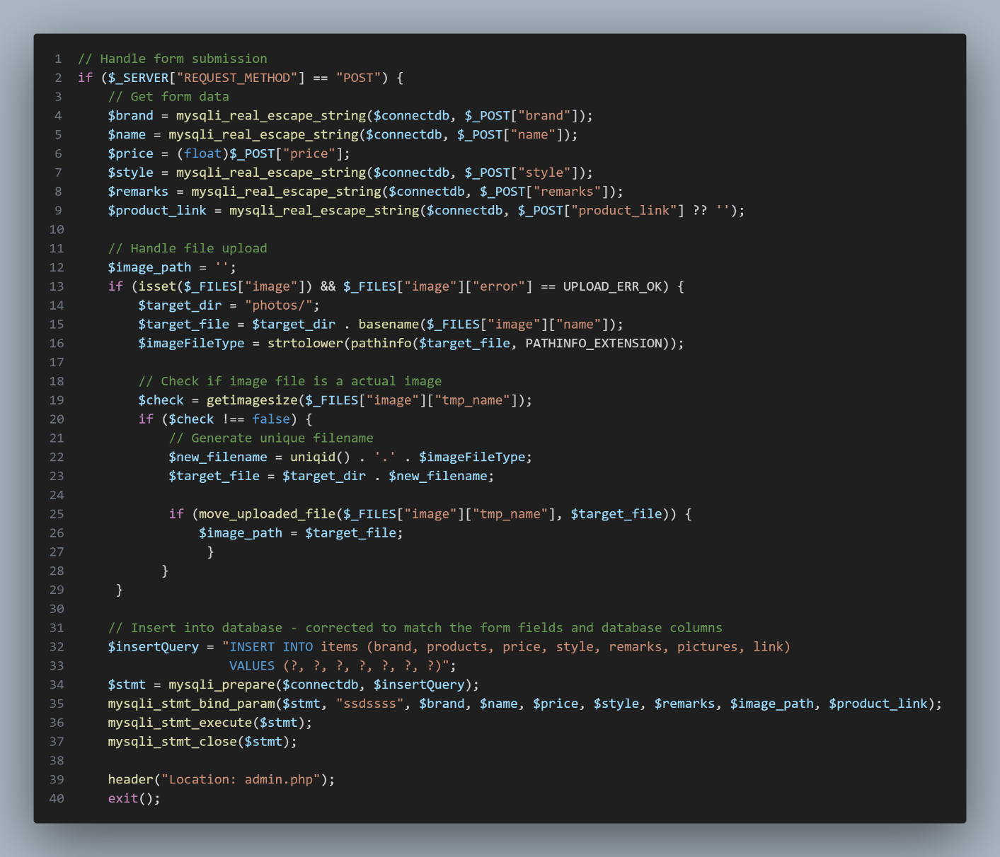 1 // Handle form submission
2 if ($_SERVER["REQUEST_METHOD"] == "POST") {
3     // Get form data
4     $brand = mysqli_real_escape_string($connectdb, $_POST["brand"]);
5     $name = mysqli_real_escape_string($connectdb, $_POST["name"]);
6     $price = (float)$_POST["price"];
7     $style = mysqli_real_escape_string($connectdb, $_POST["style"]);
8     $remarks = mysqli_real_escape_string($connectdb, $_POST["remarks"]);
9     $product_link = mysqli_real_escape_string($connectdb, $_POST["product_link"] ?? '');
10
11     // Handle file upload
12     $image_path = '';
13     if (isset($_FILES["image"]) && $_FILES["image"]["error"] == UPLOAD_ERR_OK) {
14         $target_dir = "photos/";
15         $target_file = $target_dir . basename($_FILES["image"]["name"]);
16         $imageFileType = strtolower(pathinfo($target_file, PATHINFO_EXTENSION));
17
18         // Check if image file is a actual image
19         $check = getimagesize($_FILES["image"]["tmp_name"]);
20         if ($check !== false) {
21             // Generate unique filename
22             $new_filename = uniqid() . '.' . $imageFileType;
23             $target_file = $target_dir . $new_filename;
24
25             if (move_uploaded_file($_FILES["image"]["tmp_name"], $target_file)) {
26                 $image_path = $target_file;
27                  }
28            }
29      }
30
31     // Insert into database - corrected to match the form fields and database columns
32     $insertQuery = "INSERT INTO items (brand, products, price, style, remarks, pictures, link)
33                     VALUES (?, ?, ?, ?, ?, ?, ?)";
34     $stmt = mysqli_prepare($connectdb, $insertQuery);
35     mysqli_stmt_bind_param($stmt, "ssdssss", $brand, $name, $price, $style, $remarks, $image_path, $product_link);
36     mysqli_stmt_execute($stmt);
37     mysqli_stmt_close($stmt);
38
39     header("Location: admin.php");
40     exit();